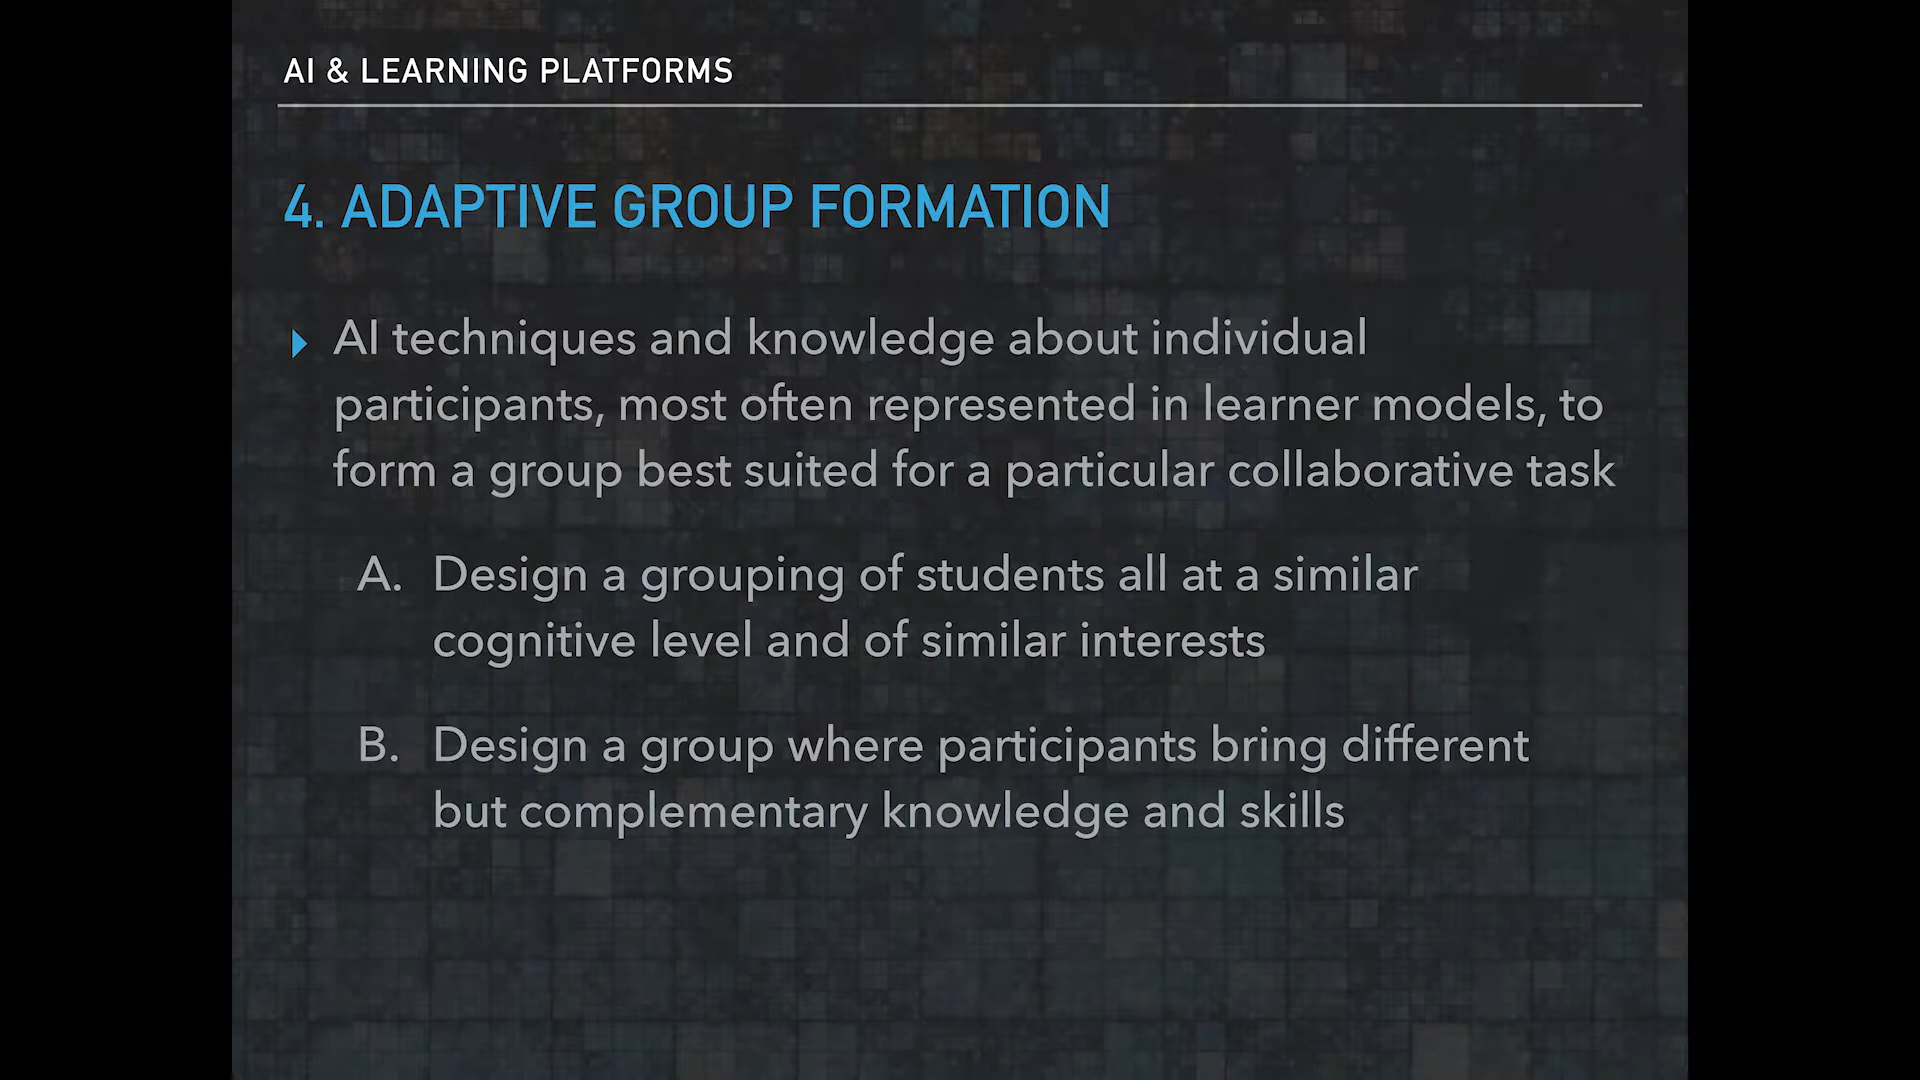 AI & LEARNING PLATFORMS
4. ADAPTIVE GROUP FORMATION
AI techniques and knowledge about individual
participants, most often represented in learner models, to
form a group best suited for a particular collaborative task
A. Design a grouping of students all at a similar
cognitive level and of similar interests
B. Design a group where participants bring different
but complementary knowledge and skills